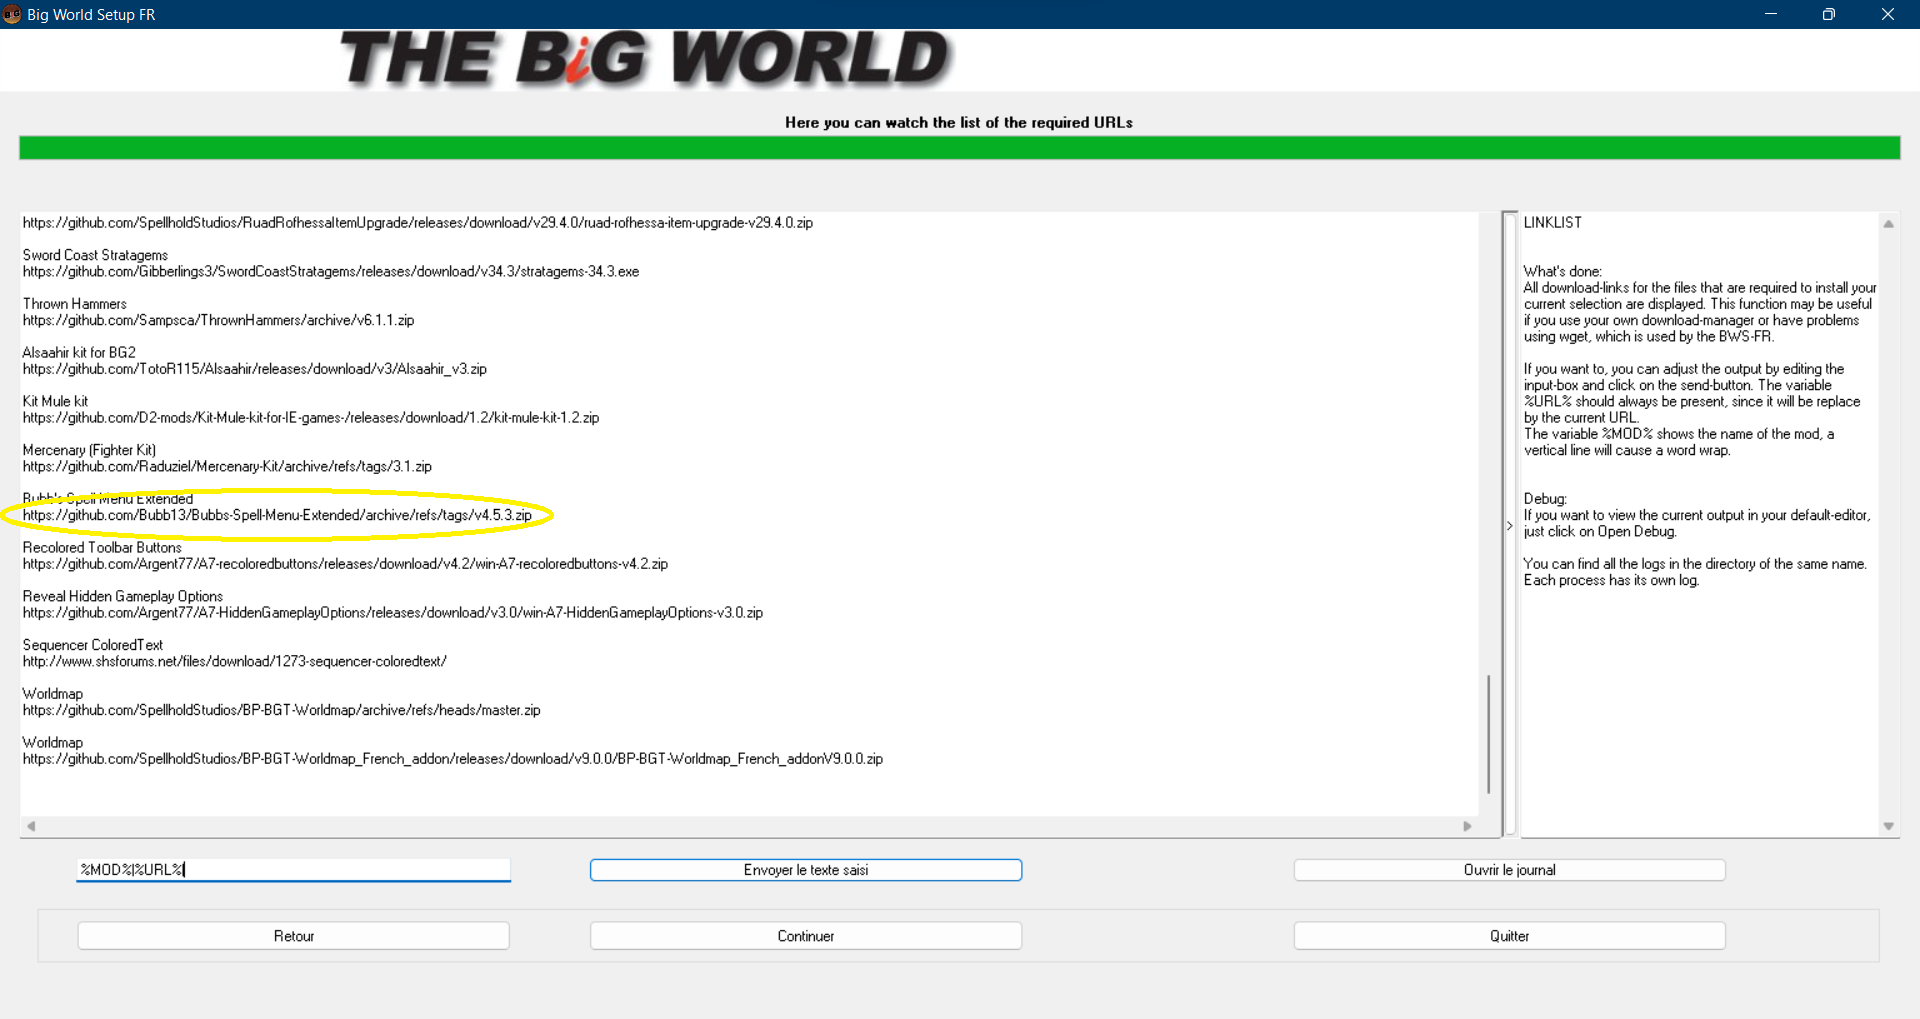 Big World Setup FR
THE BiG WORLD
Here you can watch the list of the required URLs
https://github.com/SpellholdStudios/RuadRofhessaItemUpgrade/releases/download/v29.4.0/ruad-rofhessa-item-upgrade-v29.4.0.zip
Sword Coast Stratagems
https://github.com/Gibberlings3/SwordCoastStratagems/releases/download/v34.3/stratagems-34.3.exe
Thrown Hammers
https://github.com/Sampsca/ThrownHammers/archive/v6.1.1.zip
Alsaahir kit for BG2
https://github.com/TotoR115/Alsaahir/releases/download/v3/Alsaahir_v3.zip
Kit Mule kit
https://github.com/D2-mods/Kit-Mule-kit-for-IE-games-/releases/download/1.2/kit-mule-kit-1.2.zip
Mercenary (Fighter Kit)
https://github.com/Raduziel/Mercenary-Kit/archive/refs/tags/3.1.zip
Bubb's Spell Menu Extended
https://github.com/Bubb13/Bubbs-Spell-Menu-Extended/archive/refs/tags/v4.5.3.zip
Recolored Toolbar Buttons
https://github.com/Argent77/A7-recoloredbuttons/releases/download/v4.2/win-A7-recoloredbuttons-v4.2.zip
Reveal Hidden Gameplay Options
https://github.com/Argent77/A7-HiddenGameplayOptions/releases/download/v3.0/win-A7-HiddenGameplayOptions-v3.0.zip
Sequencer ColoredText
http://www.shsforums.net/files/download/1273-sequencer-coloredtext/
Worldmap
https://github.com/SpellholdStudios/BP-BGT-Worldmap/archive/refs/heads/master.zip
Worldmap
https://github.com/SpellholdStudios/BP-BGT-Worldmap_French_addon/releases/download/v9.0.0/BP-BGT-Worldmap_French_addonV9.0.0.zip
LINKLIST
What's done:
All download-links for the files that are required to install your
current selection are displayed. This function may be useful
if you use your own download-manager or have problems
using wget, which is used by the BWS-FR.
If you want to, you can adjust the output by editing the
input-box and click on the send-button. The variable
%URL% should always be present, since it will be replace
by the current URL.
The variable %MOD% shows the name of the mod, a
vertical line will cause a word wrap.
Debug:
If you want to view the current output in your default-editor,
just click on Open Debug.
You can find all the logs in the directory of the same name.
Each process has its own log.
%MOD%|%URL%|
Envoyer le texte saisi
Ouvrir le journal
Retour
Continuer
Quitter